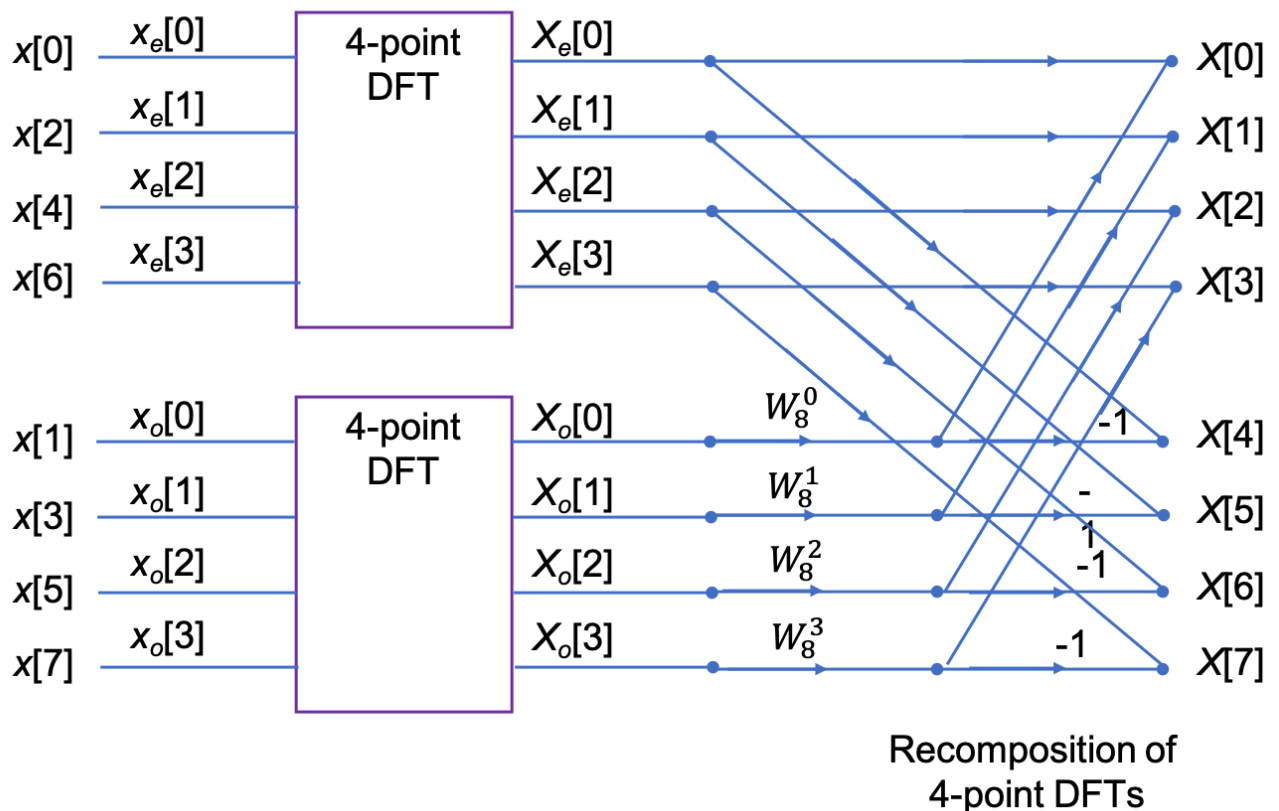 x[0] xe[0] 4-point Xe[0] X[0]
DFT
x[2] xe[1] Xe[1] X[1]
x[4] xe[2] Xe[2] X[2]
x[6] xe[3] Xe[3] X[3]
x[1] xo[0] 4-point Xo[0] W₈⁰ -1 X[4]
DFT
x[3] xo[1] Xo[1] W₈¹ - X[5]
1
x[5] xo[2] Xo[2] W₈² -1 X[6]
x[7] xo[3] Xo[3] W₈³ -1 X[7]
Recomposition of
4-point DFTs